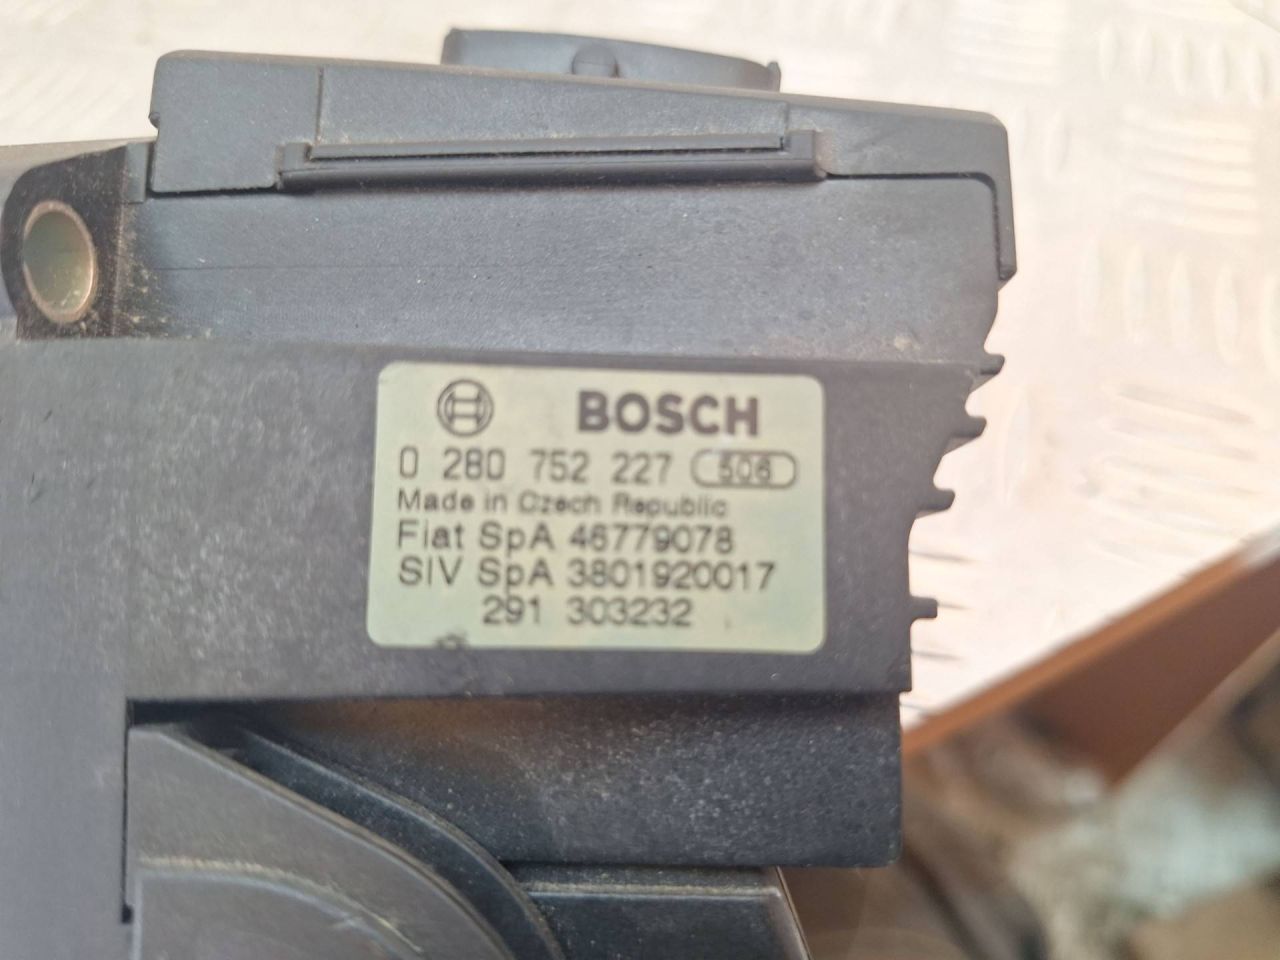 BOSCH
0 280 752 227 506
Made in Czech Republic
Fiat SpA 46779078
SIV SpA 3801920017
291 303232